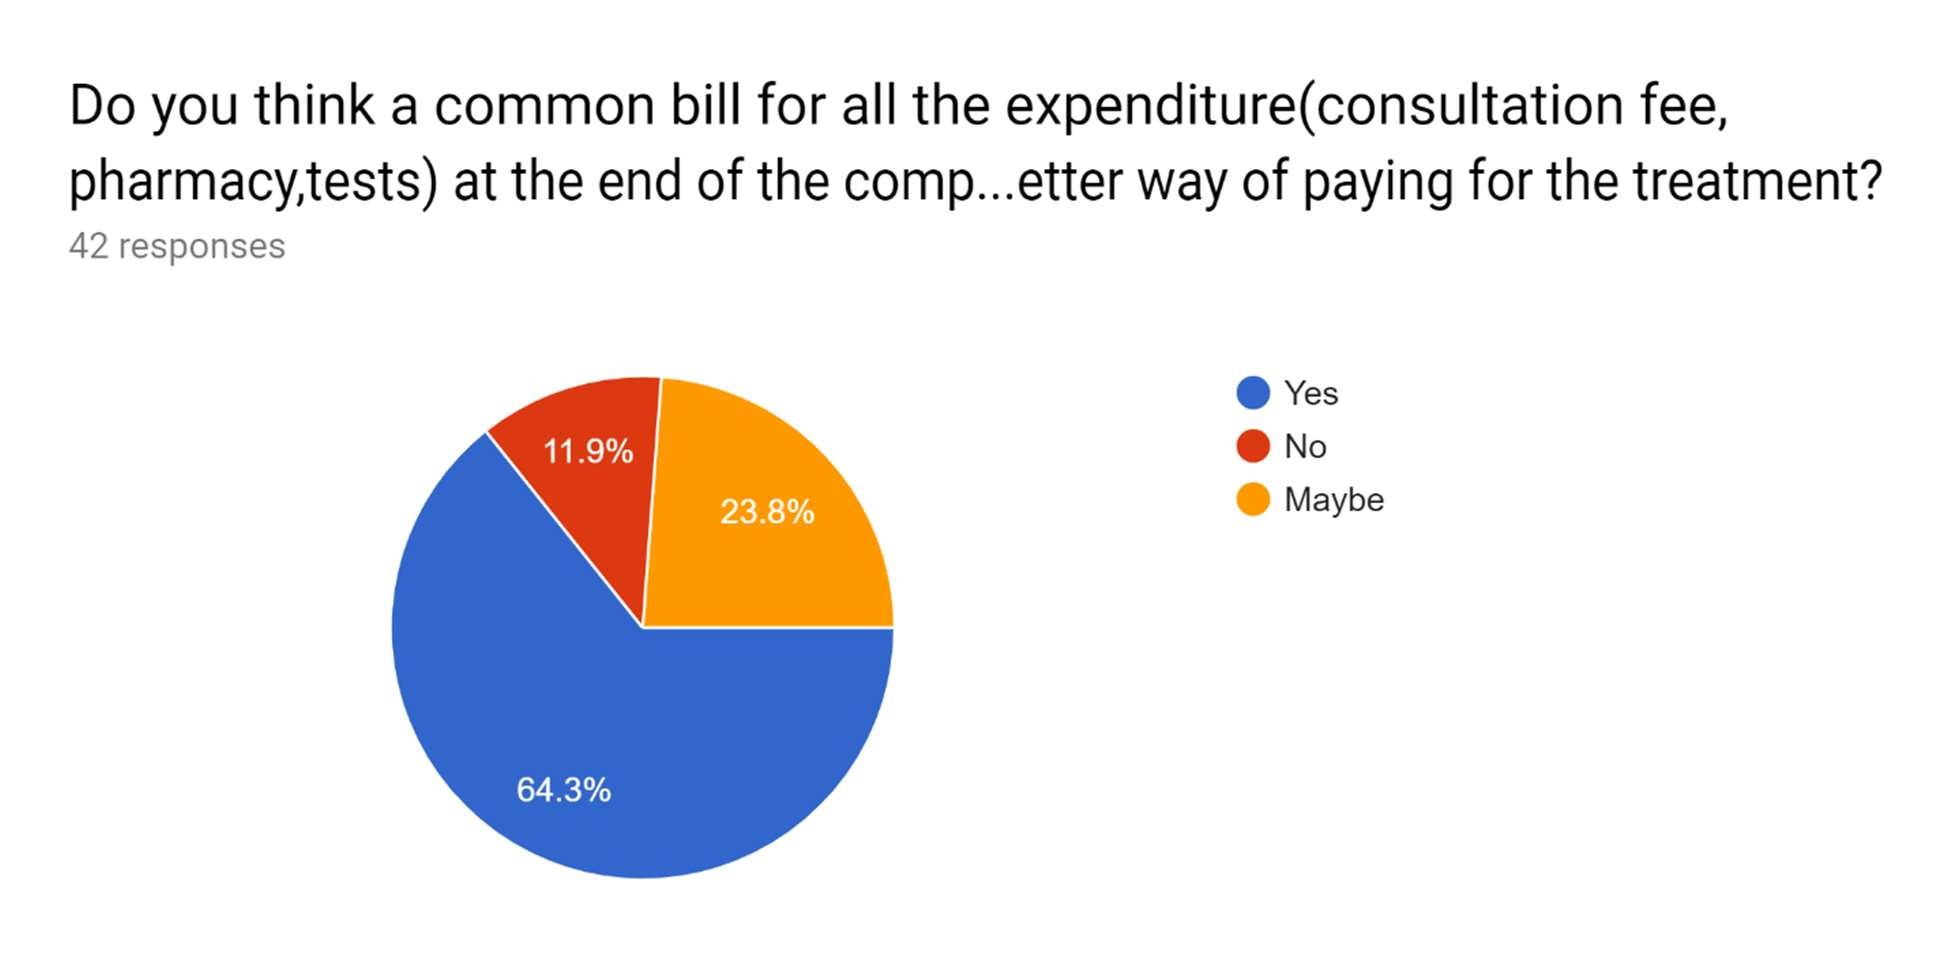 Do you think a common bill for all the expenditure(consultation fee,
pharmacy,tests) at the end of the comp...etter way of paying for the treatment?
42 responses
Yes
No
Maybe
11.9%
23.8%
64.3%